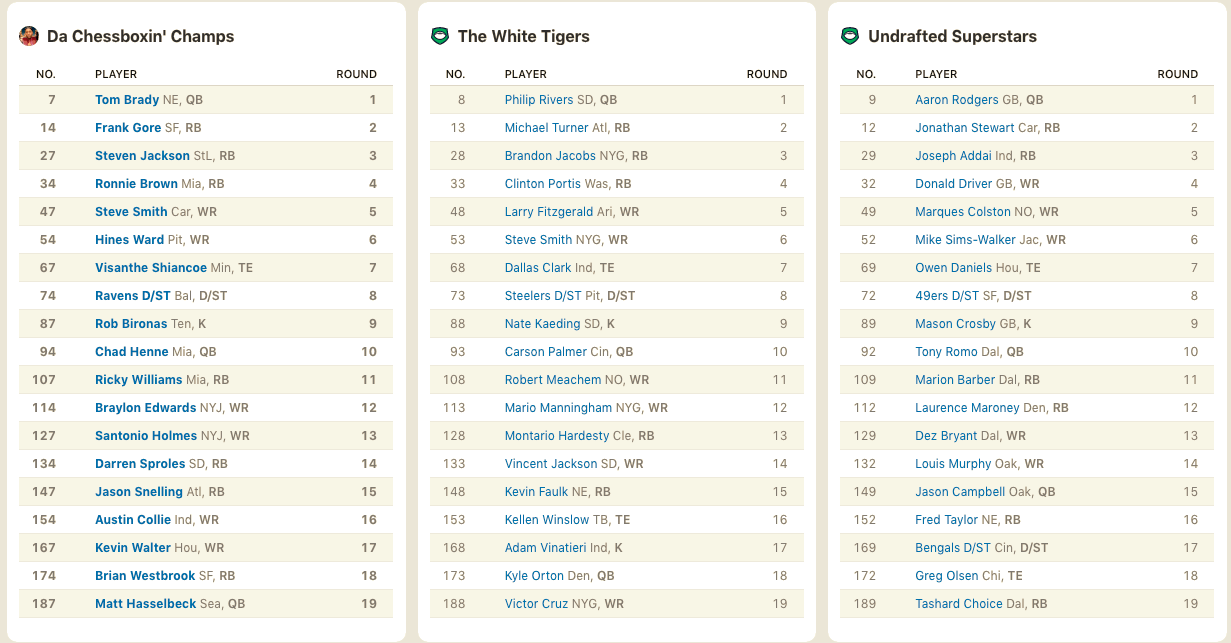 Da Chessboxin' Champs
NO. PLAYER ROUND
7 Tom Brady NE, QB 1
14 Frank Gore SF, RB 2
27 Steven Jackson StL, RB 3
34 Ronnie Brown Mia, RB 4
47 Steve Smith Car, WR 5
54 Hines Ward Pit, WR 6
67 Visanthe Shiancoe Min, TE 7
74 Ravens D/ST Bal, D/ST 8
87 Rob Bironas Ten, K 9
94 Chad Henne Mia, QB 10
107 Ricky Williams Mia, RB 11
114 Braylon Edwards NYJ, WR 12
127 Santonio Holmes NYJ, WR 13
134 Darren Sproles SD, RB 14
147 Jason Snelling Atl, RB 15
154 Austin Collie Ind, WR 16
167 Kevin Walter Hou, WR 17
174 Brian Westbrook SF, RB 18
187 Matt Hasselbeck Sea, QB 19
The White Tigers
NO. PLAYER ROUND
8 Philip Rivers SD, QB 1
13 Michael Turner Atl, RB 2
28 Brandon Jacobs NYG, RB 3
33 Clinton Portis Was, RB 4
48 Larry Fitzgerald Ari, WR 5
53 Steve Smith NYG, WR 6
68 Dallas Clark Ind, TE 7
73 Steelers D/ST Pit, D/ST 8
88 Nate Kaeding SD, K 9
93 Carson Palmer Cin, QB 10
108 Robert Meachem NO, WR 11
113 Mario Manningham NYG, WR 12
128 Montario Hardesty Cle, RB 13
133 Vincent Jackson SD, WR 14
148 Kevin Faulk NE, RB 15
153 Kellen Winslow TB, TE 16
168 Adam Vinatieri Ind, K 17
173 Kyle Orton Den, QB 18
188 Victor Cruz NYG, WR 19
Undrafted Superstars
NO. PLAYER ROUND
9 Aaron Rodgers GB, QB 1
12 Jonathan Stewart Car, RB 2
29 Joseph Addai Ind, RB 3
32 Donald Driver GB, WR 4
49 Marques Colston NO, WR 5
52 Mike Sims-Walker Jac, WR 6
69 Owen Daniels Hou, TE 7
72 49ers D/ST SF, D/ST 8
89 Mason Crosby GB, K 9
92 Tony Romo Dal, QB 10
109 Marion Barber Dal, RB 11
112 Laurence Maroney Den, RB 12
129 Dez Bryant Dal, WR 13
132 Louis Murphy Oak, WR 14
149 Jason Campbell Oak, QB 15
152 Fred Taylor NE, RB 16
169 Bengals D/ST Cin, D/ST 17
172 Greg Olsen Chi, TE 18
189 Tashard Choice Dal, RB 19